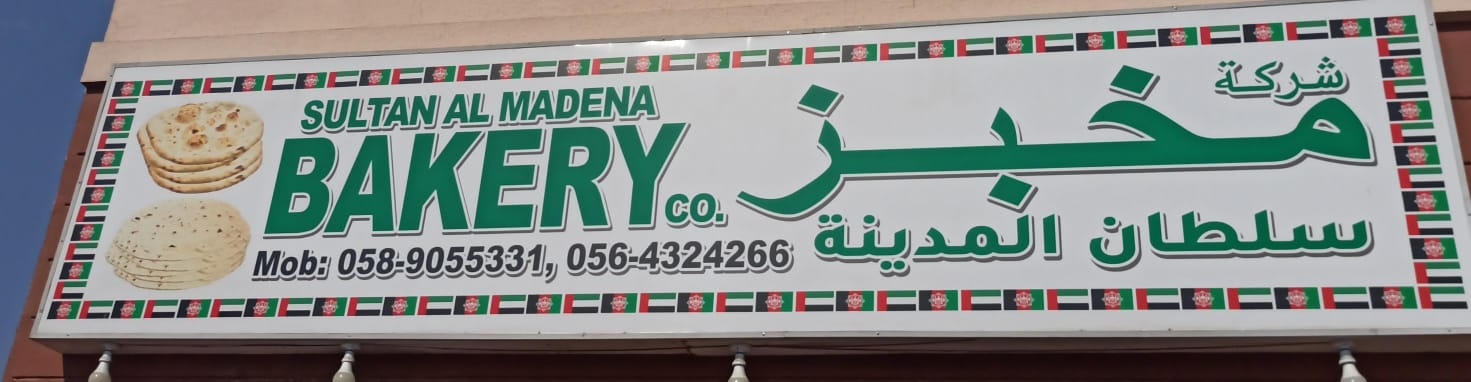 SULTAN AL MADENA
BAKERY CO.
Mob: 058-9055331, 056-4324266
شركة
مخبز
سلطان المدينة